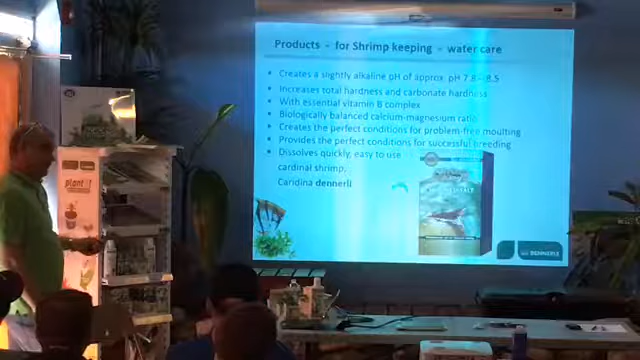 Products - for Shrimp keeping - water care
• Creates a slightly alkaline pH of approx. pH 7.8 - 8.5
• Increases total hardness and carbonate hardness
• With essential vitamin B complex
• Biologically balanced calcium-magnesium ratio
• Creates the perfect conditions for problem-free moulting
• Provides the perfect conditions for successful breeding
• Dissolves quickly, easy to use
cardinal shrimp,
Caridina dennerli
DENNERLE
plant it